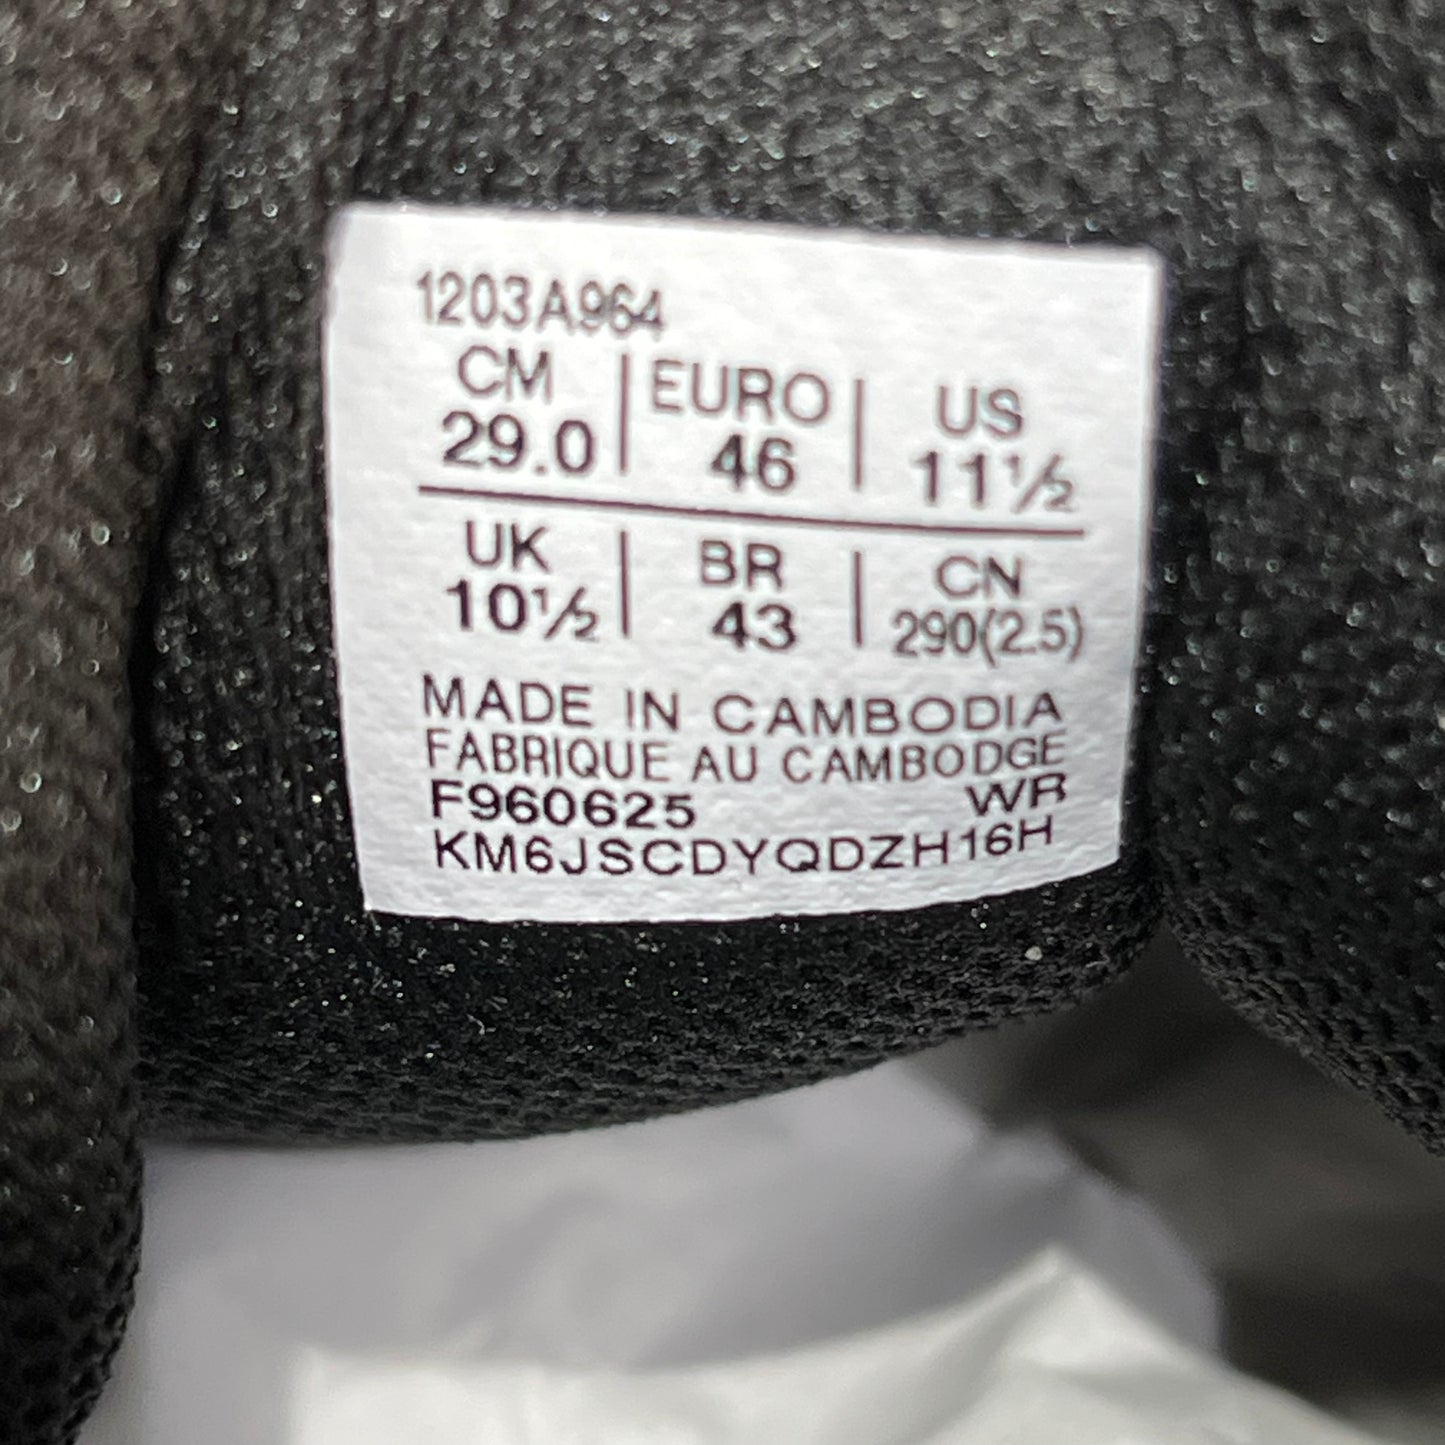 1203A964
CM | EURO | US
29.0 | 46 | 11½
UK | BR | CN
10½ | 43 | 290(2.5)
MADE IN CAMBODIA
FABRIQUE AU CAMBODGE
F960625 WR
KM6JSCDYQDZH16H